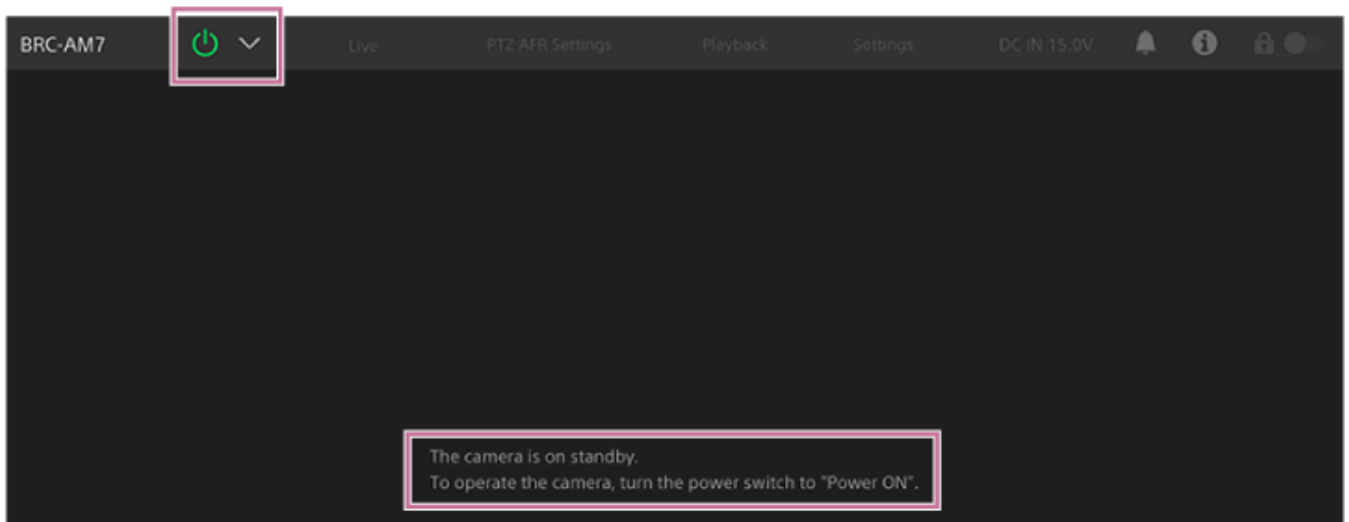 BRC-AM7 Live PTZ AFR Settings Playback Settings DC IN 15.0V
The camera is on standby.
To operate the camera, turn the power switch to "Power ON".